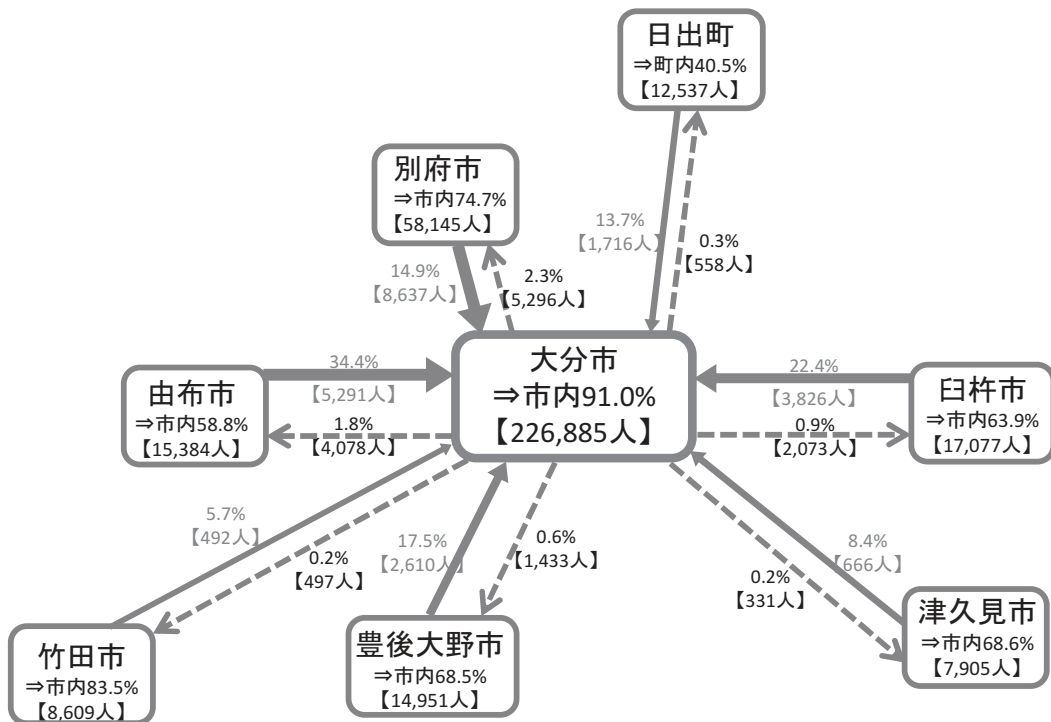 日出町
⇒町内40.5%
【12,537人】
別府市
⇒市内74.7%
【58,145人】
13.7%
【1,716人】
0.3%
【558人】
14.9%
【8,637人】
2.3%
【5,296人】
大分市
⇒市内91.0%
【226,885人】
34.4%
【5,291人】
22.4%
【3,826人】
由布市
⇒市内58.8%
【15,384人】
1.8%
【4,078人】
0.9%
【2,073人】
臼杵市
⇒市内63.9%
【17,077人】
5.7%
【492人】
0.2%
【497人】
17.5%
【2,610人】
0.6%
【1,433人】
8.4%
【666人】
0.2%
【331人】
竹田市
⇒市内83.5%
【8,609人】
豊後大野市
⇒市内68.5%
【14,951人】
津久見市
⇒市内68.6%
【7,905人】